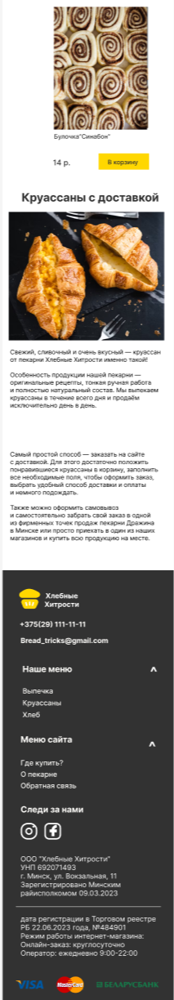 Булочка"Синабон"
14 р.
В корзину
Круассаны с доставкой
Свежий, сливочный и очень вкусный — круассан
от пекарни Хлебные Хитрости именно такой!
Особенность продукции нашей пекарни —
оригинальные рецепты, тонкая ручная работа
и полностью натуральный состав. Мы выпекаем
круассаны в течение всего дня и продаём
исключительно день в день.
Самый простой способ — заказать на сайте
с доставкой. Для этого достаточно положить
понравившиеся круассаны в корзину, заполнить
все необходимые поля, чтобы оформить заказ,
выбрать удобный способ доставки и оплаты
и немного подождать.
Также можно оформить самовывоз
и самостоятельно забрать свой заказ в одной
из фирменных точек продаж пекарни Дражина
в Минске или просто приехать в один из наших
магазинов и купить всю продукцию на месте.
Хлебные
Хитрости
+375(29) 111-11-11
Bread_tricks@gmail.com
Наше меню
Выпечка
Круассаны
Хлеб
Меню сайта
Где купить?
О пекарне
Обратная связь
Следи за нами
ООО "Хлебные Хитрости"
УНП 692071493
г. Минск, ул. Вокзальная, 11
Зарегистрировано Минским
райисполкомом 09.03.2023
дата регистрации в Торговом реестре
РБ 22.06.2023 года, №484901
Режим работы интернет-магазина:
Онлайн-заказ: круглосуточно
Оператор: ежедневно 9:00-22:00
VISA MasterCard БЕЛАРУСБАНК